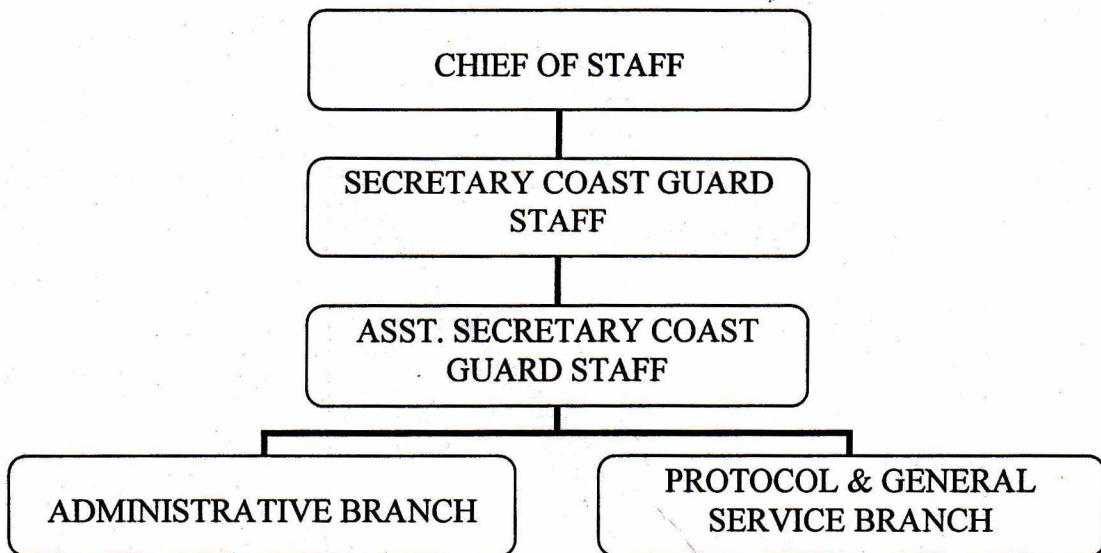 CHIEF OF STAFF
SECRETARY COAST GUARD
STAFF
ASST. SECRETARY COAST
GUARD STAFF
ADMINISTRATIVE BRANCH
PROTOCOL & GENERAL
SERVICE BRANCH